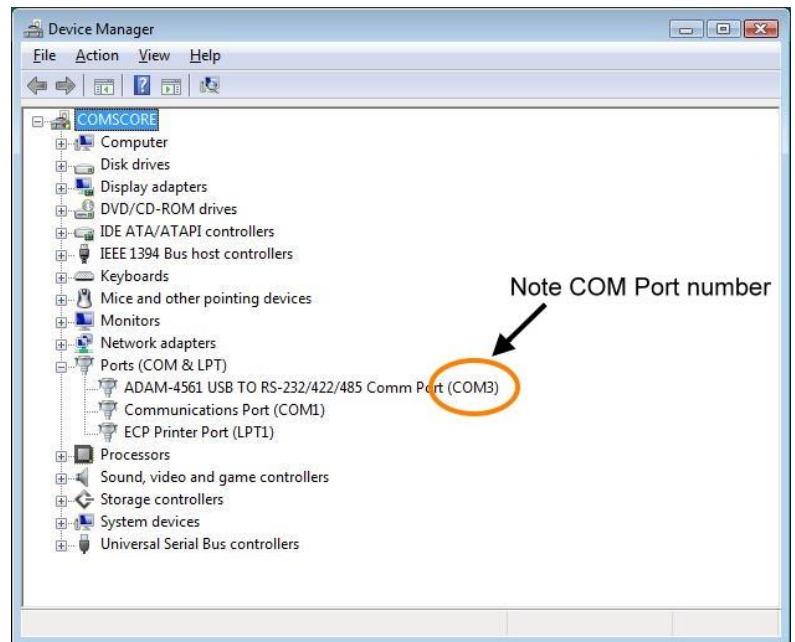 Device Manager
File Action View Help
COMSCORE
Computer
Disk drives
Display adapters
DVD/CD-ROM drives
IDE ATA/ATAPI controllers
IEEE 1394 Bus host controllers
Keyboards
Mice and other pointing devices
Note COM Port number
Monitors
Network adapters
Ports (COM & LPT)
ADAM-4561 USB TO RS-232/422/485 Comm Port (COM3)
Communications Port (COM1)
ECP Printer Port (LPT1)
Processors
Sound, video and game controllers
Storage controllers
System devices
Universal Serial Bus controllers